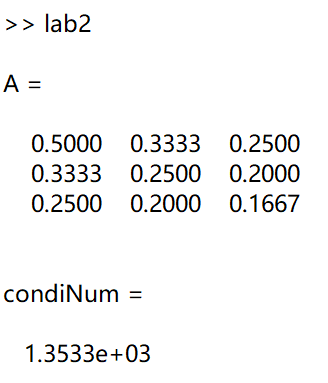 >> lab2
A =
0.5000 0.3333 0.2500
0.3333 0.2500 0.2000
0.2500 0.2000 0.1667
condiNum =
1.3533e+03